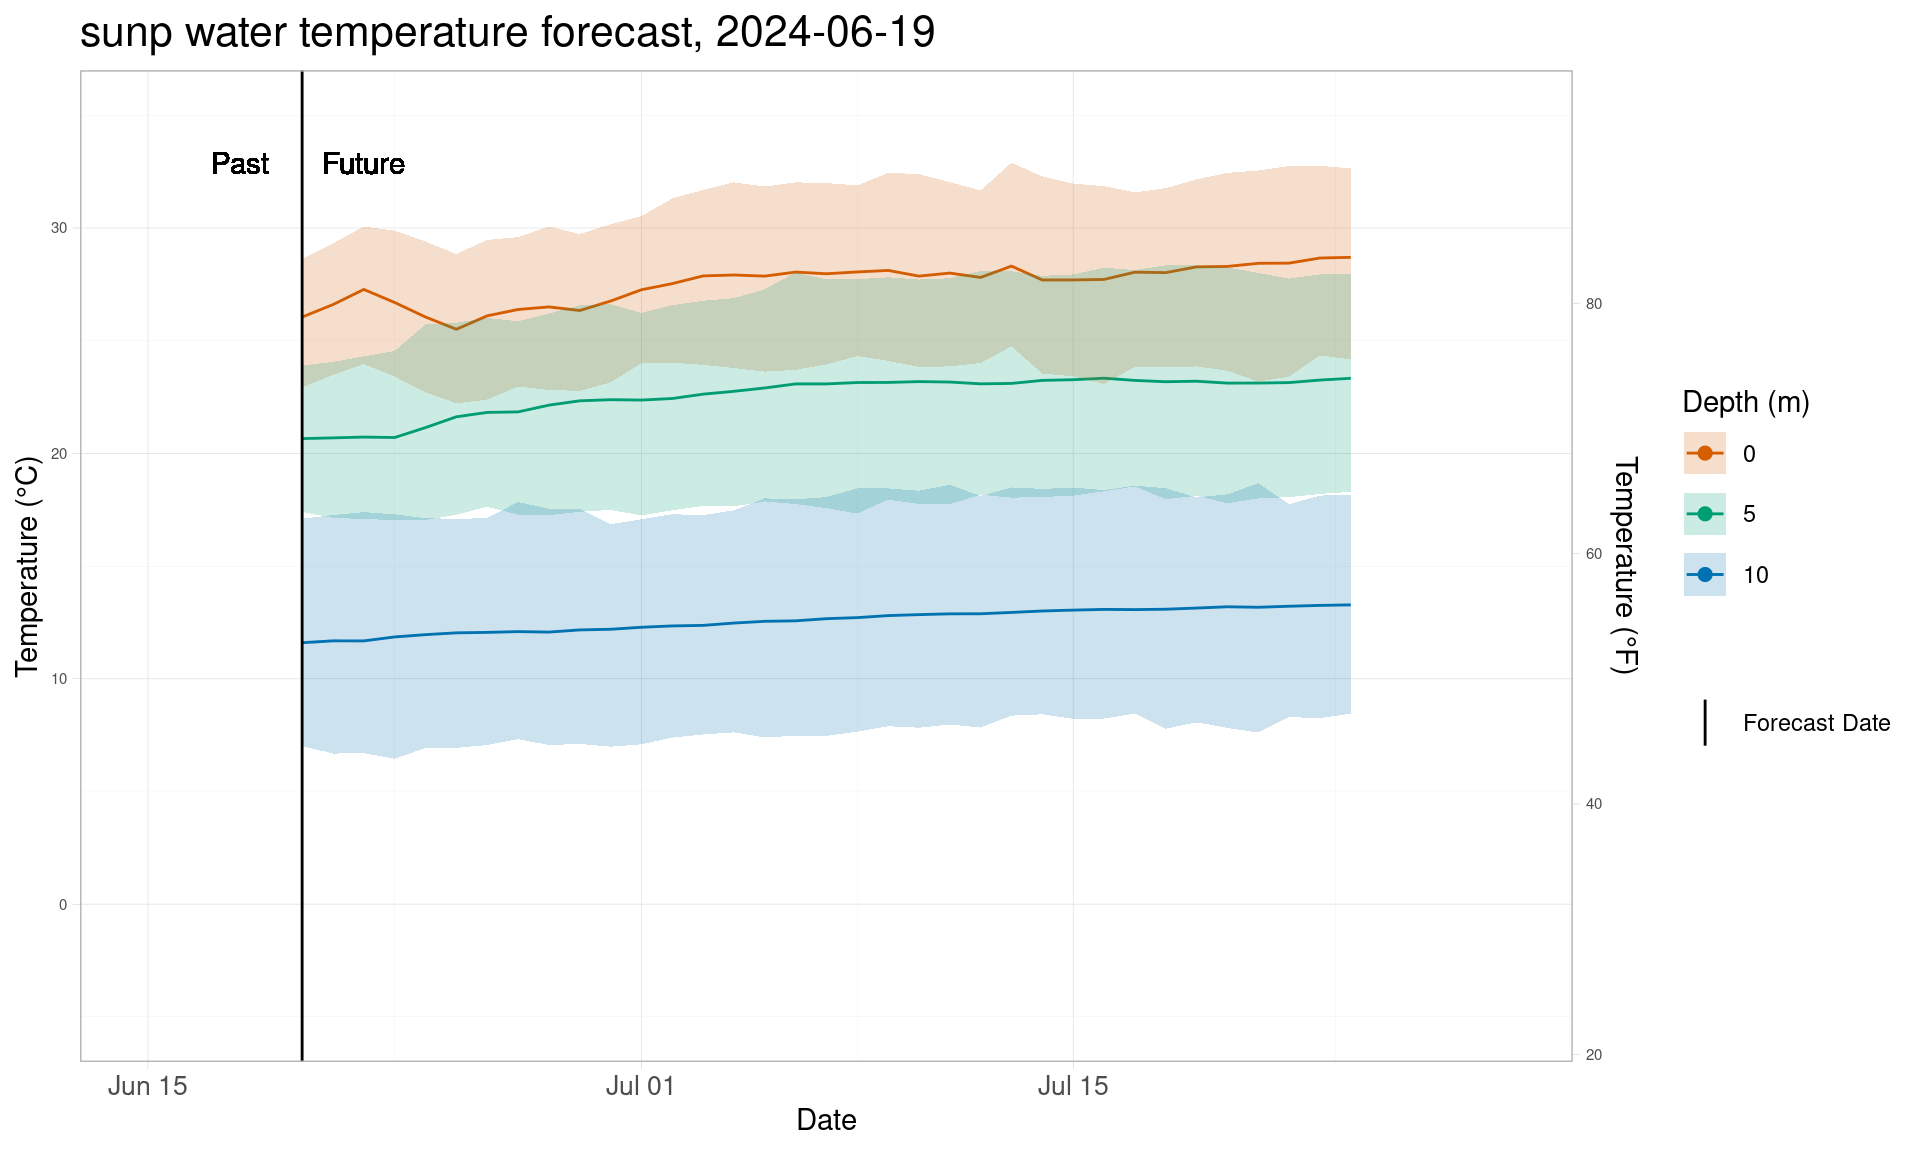 sunp water temperature forecast, 2024-06-19
Past
Future
30
20
10
0
Temperature (°C)
80
60
40
20
Temperature (°F)
Jun 15
Jul 01
Jul 15
Date
Depth (m)
0
5
10
Forecast Date